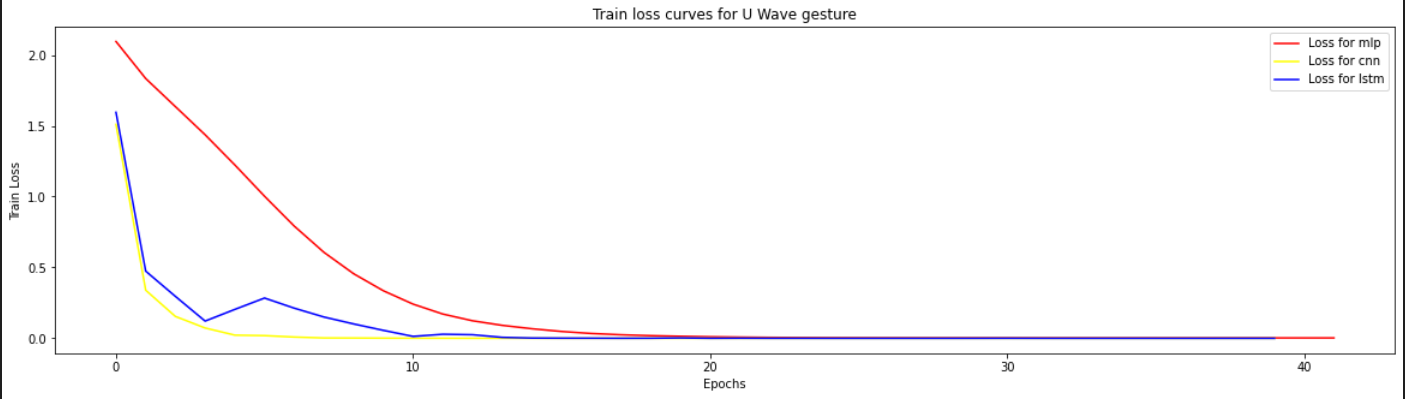 Train loss curves for U Wave gesture
Loss for mlp
Loss for cnn
Loss for lstm
Train Loss
2.0
1.5
1.0
0.5
0.0
0 10 20 30 40
Epochs